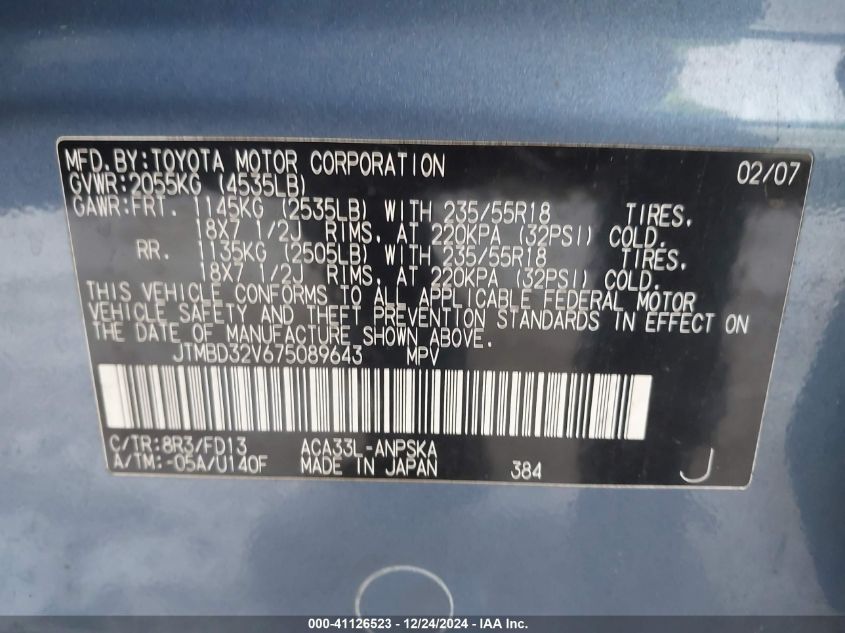 MFD. BY: TOYOTA MOTOR CORPORATION 02/07
GVWR: 2055KG (4535LB)
GAWR: FRT. 1145KG (2535LB) WITH 235/55R18 TIRES,
18X7 1/2J RIMS, AT 220KPA (32PSI) COLD.
RR. 1135KG (2505LB) WITH 235/55R18 TIRES,
18X7 1/2J RIMS, AT 220KPA (32PSI) COLD.
THIS VEHICLE CONFORMS TO ALL APPLICABLE FEDERAL MOTOR
VEHICLE SAFETY AND THEFT PREVENTION STANDARDS IN EFFECT ON
THE DATE OF MANUFACTURE SHOWN ABOVE.
JTMBD32V675089643 MPV
C/TR: 8R3/FD13 ACA33L-ANPSKA
A/TM: -05A/U140F MADE IN JAPAN 384 J
000-41126523 - 12/24/2024 - IAA Inc.